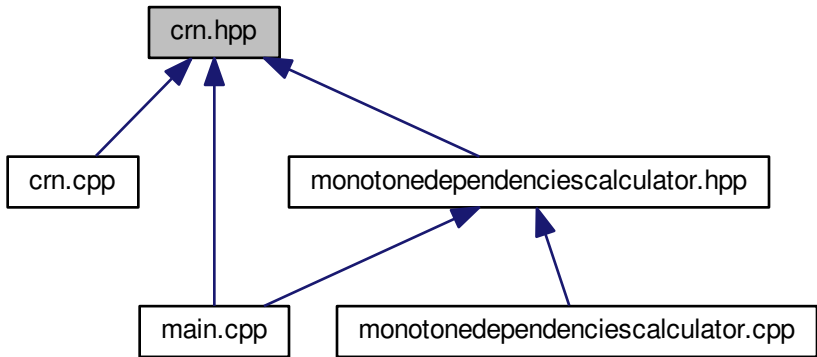 crn.hpp
crn.cpp
monotonedependenciescalculator.hpp
main.cpp
monotonedependenciescalculator.cpp